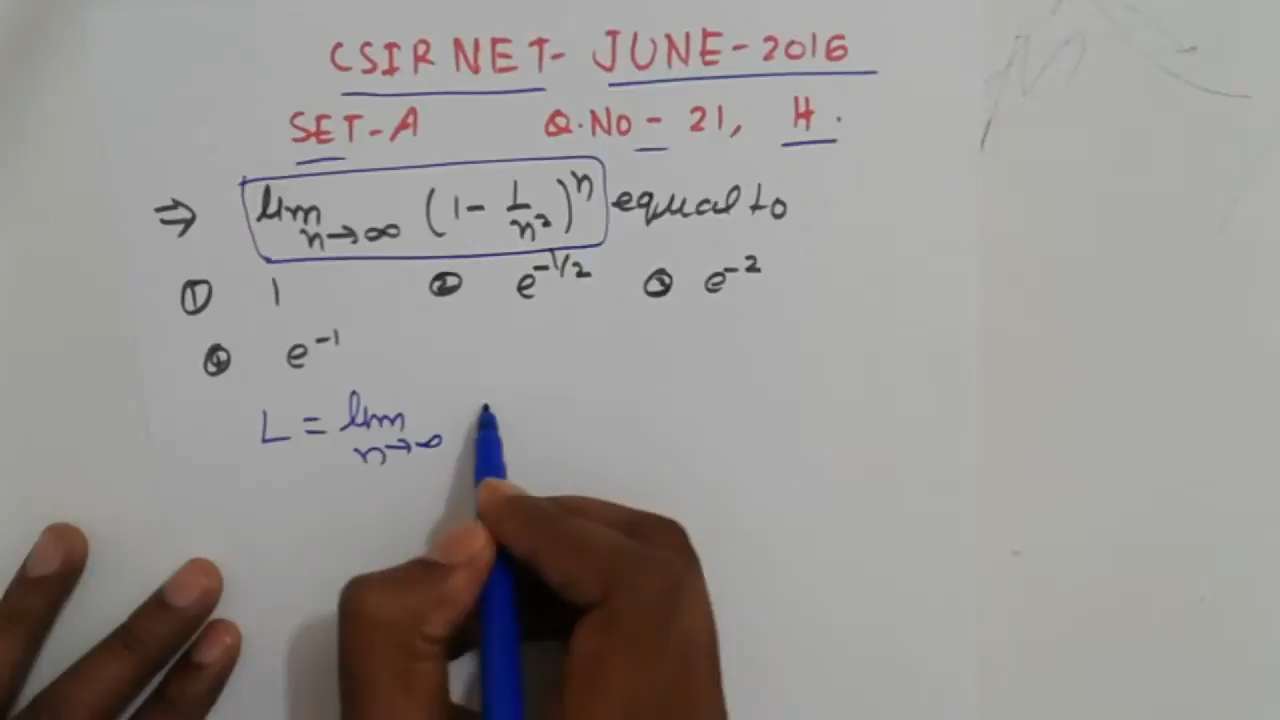 CSIR NET- JUNE-2016
SET-A Q.NO- 21, H.
⇒ lim n→∞ (1- 1/n²)ⁿ equal to
① 1 ② e^-1/2 ③ e^-2
④ e^-1
L = lim n→∞